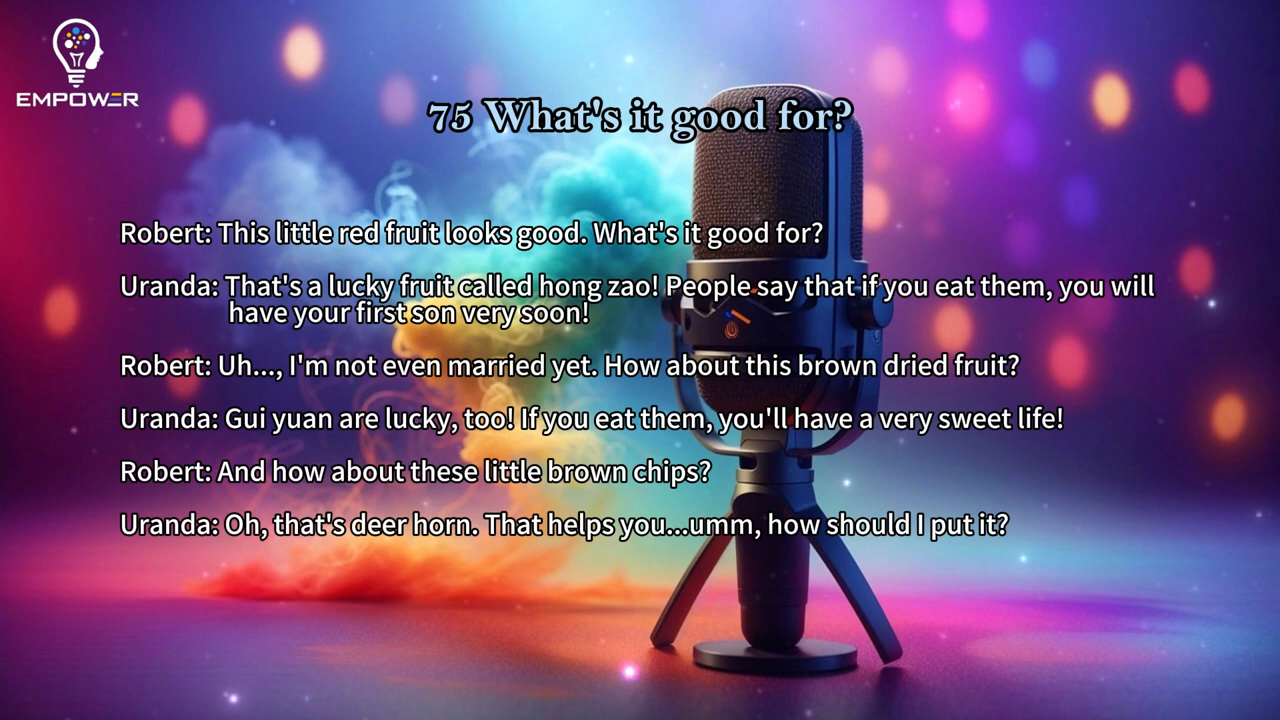 EMPOWER
75 What's it good for?
Robert: This little red fruit looks good. What's it good for?
Uranda: That's a lucky fruit called hong zao! People say that if you eat them, you will
have your first son very soon!
Robert: Uh..., I'm not even married yet. How about this brown dried fruit?
Uranda: Gui yuan are lucky, too! If you eat them, you'll have a very sweet life!
Robert: And how about these little brown chips?
Uranda: Oh, that's deer horn. That helps you...umm, how should I put it?